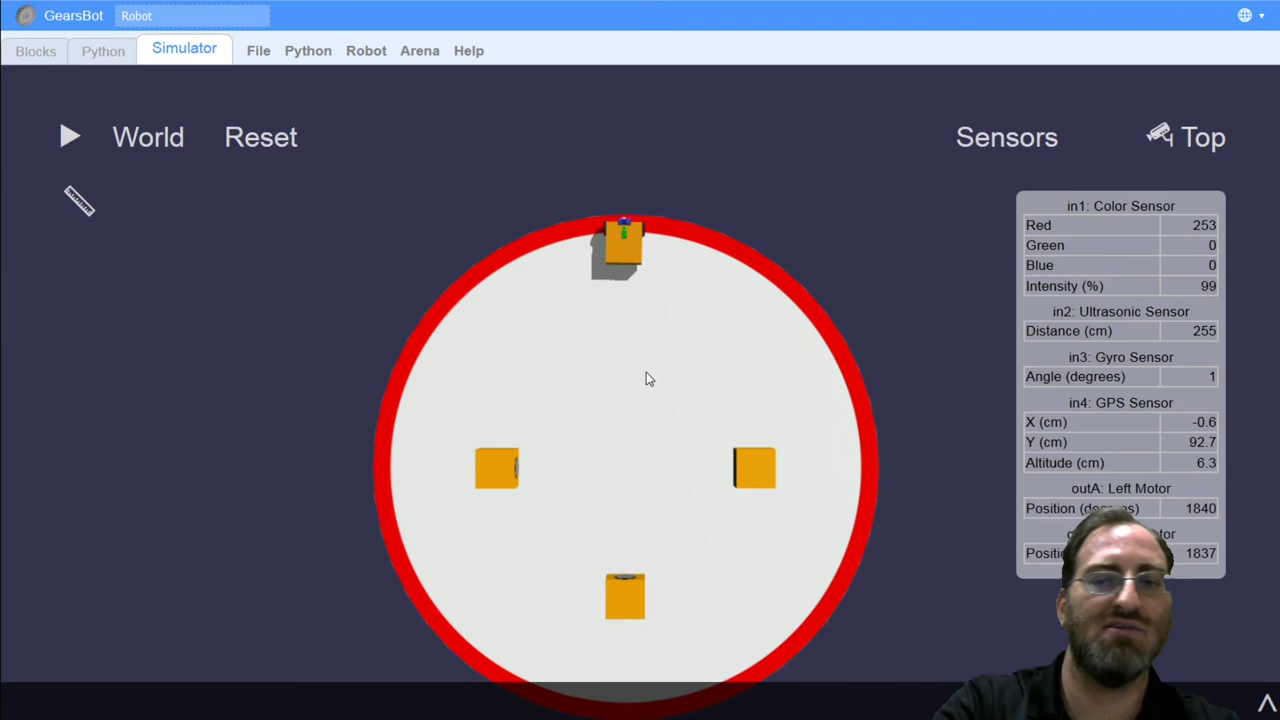 GearsBot
Robot
Blocks
Python
Simulator
File
Python
Robot
Arena
Help
World
Reset
Sensors
Top
in1: Color Sensor
Red 253
Green 0
Blue 0
Intensity (%) 99
in2: Ultrasonic Sensor
Distance (cm) 255
in3: Gyro Sensor
Angle (degrees) 1
in4: GPS Sensor
X (cm) -0.6
Y (cm) 92.7
Altitude (cm) 6.3
outA: Left Motor
Position 1840
1837